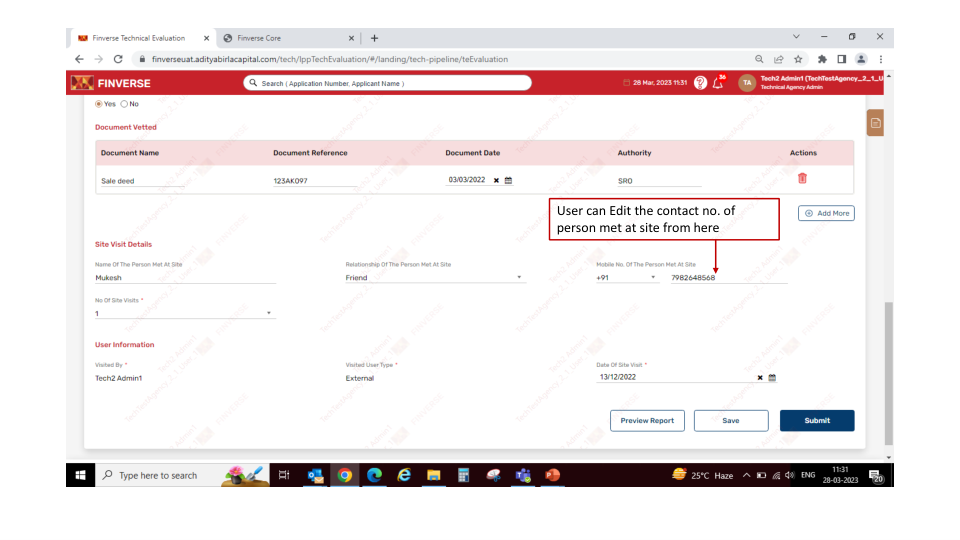 Finverse Technical Evaluation
Finverse Core
finverseuat.adityabirlacapital.com/tech/lppTechEvaluation/#/landing/tech-pipeline/teEvaluation
FINVERSE
Search ( Application Number, Applicant Name )
28 Mar, 2023 11:31
36
TA
Tech2 Admin1 (TechTestAgency_2_1_U
Technical Agency Admin
Yes No
Document Vetted
Document Name Document Reference Document Date Authority Actions
Sale deed 123AK097 03/03/2022 SRO
Add More
User can Edit the contact no. of
person met at site from here
Site Visit Details
Name Of The Person Met At Site Relationship Of The Person Met At Site Mobile No. Of The Person Met At Site
Mukesh Friend +91 7982648568
No Of Site Visits *
1
User Information
Visited By * Visited User Type * Date Of Site Visit *
Tech2 Admin1 External 13/12/2022
Preview Report Save Submit
Type here to search
25°C Haze
ENG
11:31
28-03-2023
20